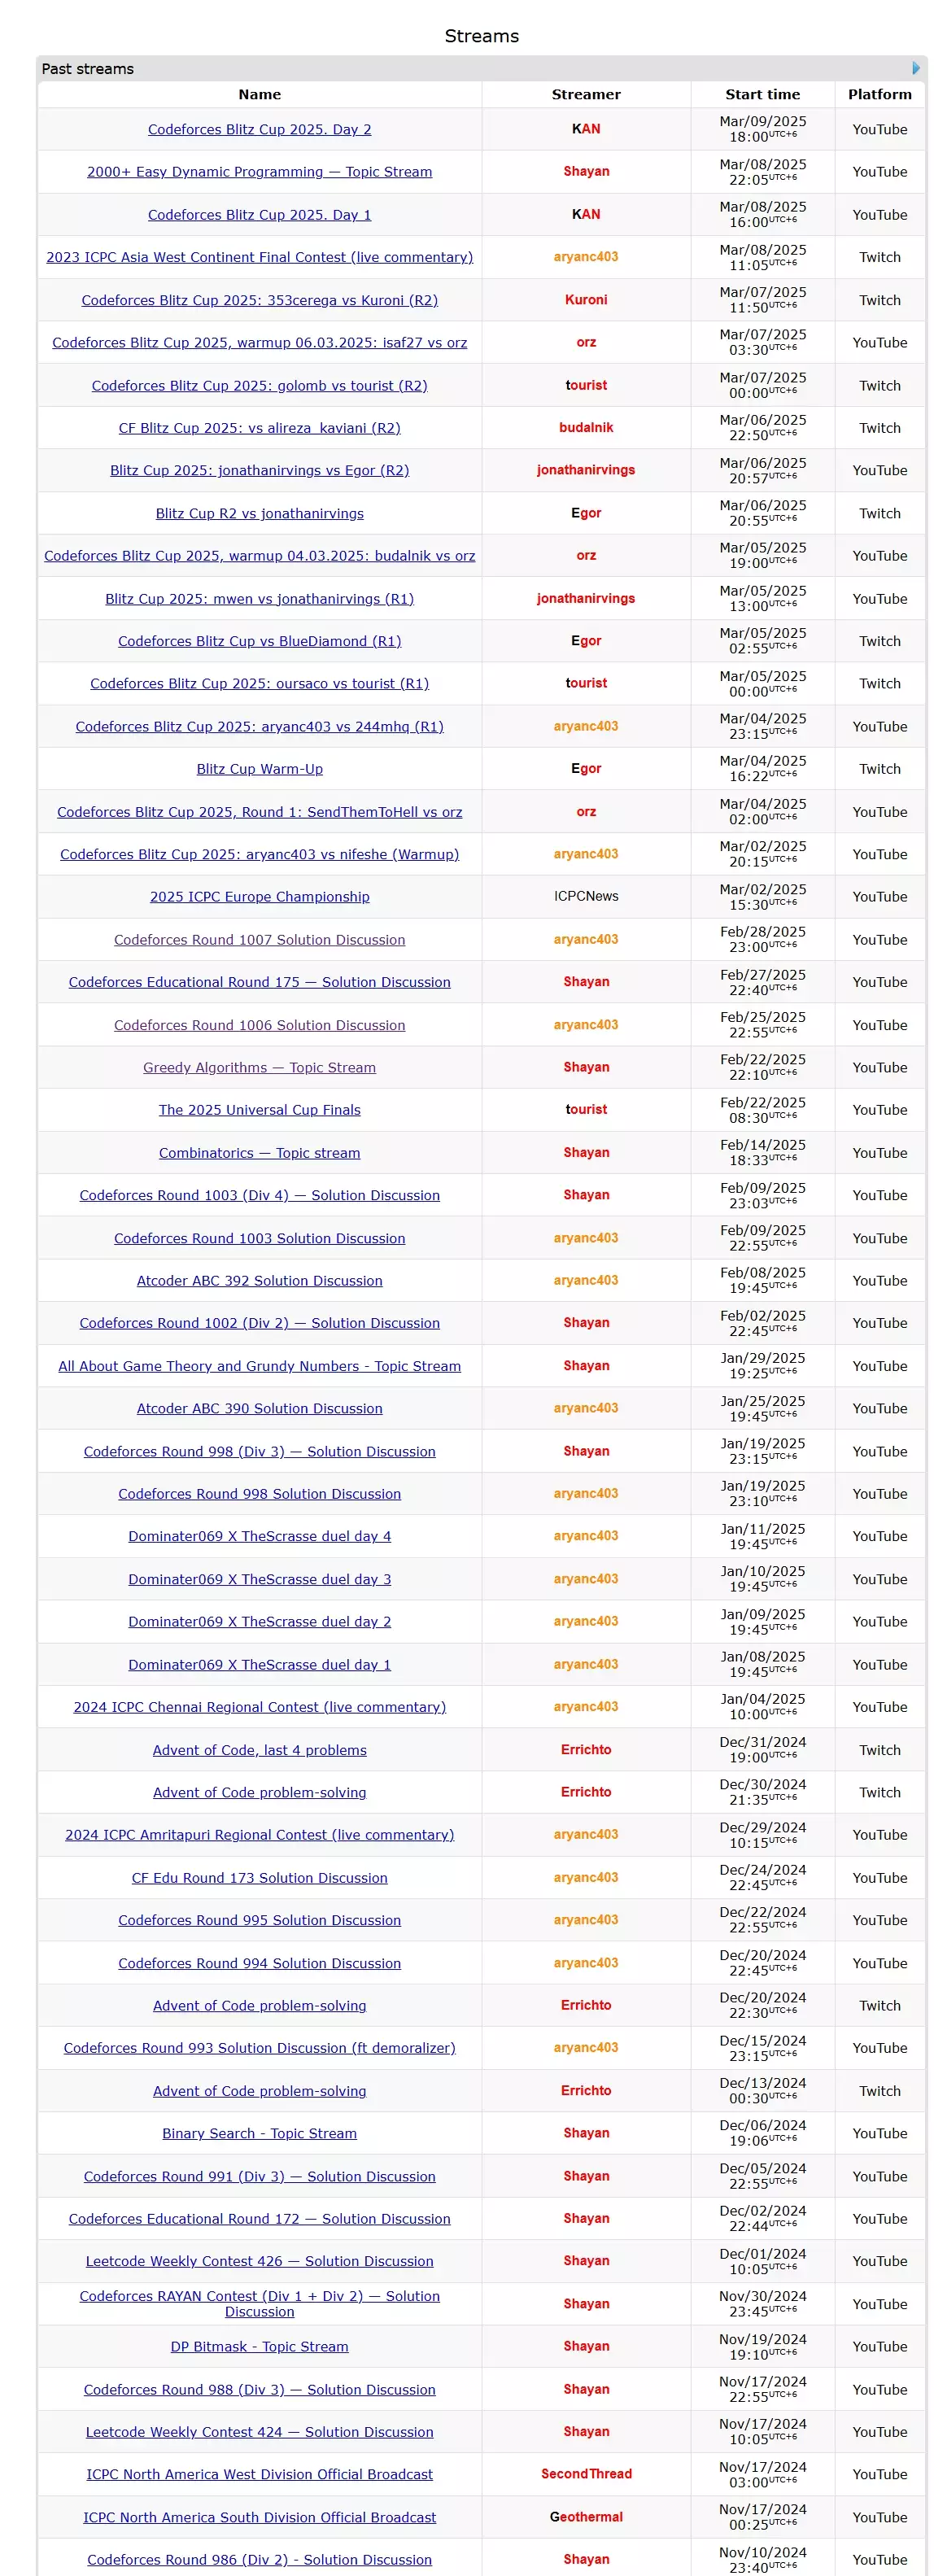 Streams
Past streams
Name Streamer Start time Platform
Codeforces Blitz Cup 2025. Day 2 KAN Mar/09/2025 18:00UTC+6 YouTube
2000+ Easy Dynamic Programming — Topic Stream Shayan Mar/08/2025 22:05UTC+6 YouTube
Codeforces Blitz Cup 2025. Day 1 KAN Mar/08/2025 16:00UTC+6 YouTube
2023 ICPC Asia West Continent Final Contest (live commentary) aryanc403 Mar/08/2025 11:05UTC+6 Twitch
Codeforces Blitz Cup 2025: 353cerega vs Kuroni (R2) Kuroni Mar/07/2025 11:50UTC+6 Twitch
Codeforces Blitz Cup 2025, warmup 06.03.2025: isaf27 vs orz orz Mar/07/2025 03:30UTC+6 YouTube
Codeforces Blitz Cup 2025: golomb vs tourist (R2) tourist Mar/07/2025 00:00UTC+6 Twitch
CF Blitz Cup 2025: vs alireza_kaviani (R2) budalnik Mar/06/2025 22:50UTC+6 Twitch
Blitz Cup 2025: jonathanirvings vs Egor (R2) jonathanirvings Mar/06/2025 20:57UTC+6 YouTube
Blitz Cup R2 vs jonathanirvings Egor Mar/06/2025 20:55UTC+6 Twitch
Codeforces Blitz Cup 2025, warmup 04.03.2025: budalnik vs orz orz Mar/05/2025 19:00UTC+6 YouTube
Blitz Cup 2025: mwen vs jonathanirvings (R1) jonathanirvings Mar/05/2025 13:00UTC+6 YouTube
Codeforces Blitz Cup vs BlueDiamond (R1) Egor Mar/05/2025 02:55UTC+6 Twitch
Codeforces Blitz Cup 2025: oursaco vs tourist (R1) tourist Mar/05/2025 00:00UTC+6 Twitch
Codeforces Blitz Cup 2025: aryanc403 vs 244mhq (R1) aryanc403 Mar/04/2025 23:15UTC+6 YouTube
Blitz Cup Warm-Up Egor Mar/04/2025 16:22UTC+6 Twitch
Codeforces Blitz Cup 2025, Round 1: SendThemToHell vs orz orz Mar/04/2025 02:00UTC+6 YouTube
Codeforces Blitz Cup 2025: aryanc403 vs nifeshe (Warmup) aryanc403 Mar/02/2025 20:15UTC+6 YouTube
2025 ICPC Europe Championship ICPCNews Mar/02/2025 15:30UTC+6 YouTube
Codeforces Round 1007 Solution Discussion aryanc403 Feb/28/2025 23:00UTC+6 YouTube
Codeforces Educational Round 175 — Solution Discussion Shayan Feb/27/2025 22:40UTC+6 YouTube
Codeforces Round 1006 Solution Discussion aryanc403 Feb/25/2025 22:55UTC+6 YouTube
Greedy Algorithms — Topic Stream Shayan Feb/22/2025 22:10UTC+6 YouTube
The 2025 Universal Cup Finals tourist Feb/22/2025 08:30UTC+6 YouTube
Combinatorics — Topic stream Shayan Feb/14/2025 18:33UTC+6 YouTube
Codeforces Round 1003 (Div 4) — Solution Discussion Shayan Feb/09/2025 23:03UTC+6 YouTube
Codeforces Round 1003 Solution Discussion aryanc403 Feb/09/2025 22:55UTC+6 YouTube
Atcoder ABC 392 Solution Discussion aryanc403 Feb/08/2025 19:45UTC+6 YouTube
Codeforces Round 1002 (Div 2) — Solution Discussion Shayan Feb/02/2025 22:45UTC+6 YouTube
All About Game Theory and Grundy Numbers - Topic Stream Shayan Jan/29/2025 19:25UTC+6 YouTube
Atcoder ABC 390 Solution Discussion aryanc403 Jan/25/2025 19:45UTC+6 YouTube
Codeforces Round 998 (Div 3) — Solution Discussion Shayan Jan/19/2025 23:15UTC+6 YouTube
Codeforces Round 998 Solution Discussion aryanc403 Jan/19/2025 23:10UTC+6 YouTube
Dominater069 X TheScrasse duel day 4 aryanc403 Jan/11/2025 19:45UTC+6 YouTube
Dominater069 X TheScrasse duel day 3 aryanc403 Jan/10/2025 19:45UTC+6 YouTube
Dominater069 X TheScrasse duel day 2 aryanc403 Jan/09/2025 19:45UTC+6 YouTube
Dominater069 X TheScrasse duel day 1 aryanc403 Jan/08/2025 19:45UTC+6 YouTube
2024 ICPC Chennai Regional Contest (live commentary) aryanc403 Jan/04/2025 10:00UTC+6 YouTube
Advent of Code, last 4 problems Errichto Dec/31/2024 19:00UTC+6 Twitch
Advent of Code problem-solving Errichto Dec/30/2024 21:35UTC+6 Twitch
2024 ICPC Amritapuri Regional Contest (live commentary) aryanc403 Dec/29/2024 10:15UTC+6 YouTube
CF Edu Round 173 Solution Discussion aryanc403 Dec/24/2024 22:45UTC+6 YouTube
Codeforces Round 995 Solution Discussion aryanc403 Dec/22/2024 22:55UTC+6 YouTube
Codeforces Round 994 Solution Discussion aryanc403 Dec/20/2024 22:45UTC+6 YouTube
Advent of Code problem-solving Errichto Dec/20/2024 22:30UTC+6 Twitch
Codeforces Round 993 Solution Discussion (ft demoralizer) aryanc403 Dec/15/2024 23:15UTC+6 YouTube
Advent of Code problem-solving Errichto Dec/13/2024 00:30UTC+6 Twitch
Binary Search - Topic Stream Shayan Dec/06/2024 19:06UTC+6 YouTube
Codeforces Round 991 (Div 3) — Solution Discussion Shayan Dec/05/2024 22:55UTC+6 YouTube
Codeforces Educational Round 172 — Solution Discussion Shayan Dec/02/2024 22:44UTC+6 YouTube
Leetcode Weekly Contest 426 — Solution Discussion Shayan Dec/01/2024 10:05UTC+6 YouTube
Codeforces RAYAN Contest (Div 1 + Div 2) — Solution Discussion Shayan Nov/30/2024 23:45UTC+6 YouTube
DP Bitmask - Topic Stream Shayan Nov/19/2024 19:10UTC+6 YouTube
Codeforces Round 988 (Div 3) — Solution Discussion Shayan Nov/17/2024 22:55UTC+6 YouTube
Leetcode Weekly Contest 424 — Solution Discussion Shayan Nov/17/2024 10:05UTC+6 YouTube
ICPC North America West Division Official Broadcast SecondThread Nov/17/2024 03:00UTC+6 YouTube
ICPC North America South Division Official Broadcast Geothermal Nov/17/2024 00:25UTC+6 YouTube
Codeforces Round 986 (Div 2) - Solution Discussion Shayan Nov/10/2024 23:40UTC+6 YouTube